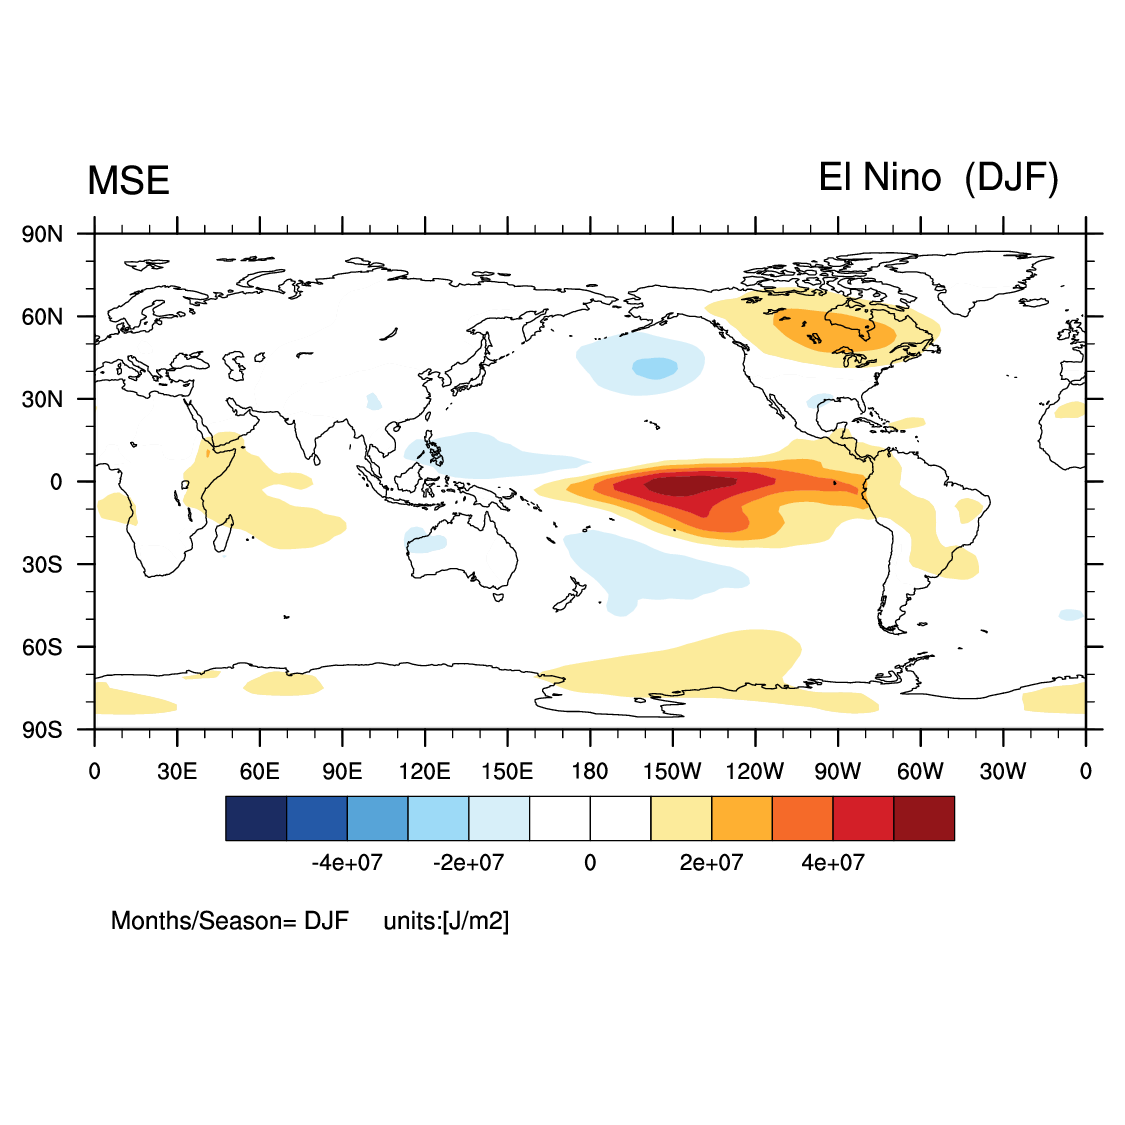 MSE El Nino (DJF)
90N
60N
30N
0
30S
60S
90S
0 30E 60E 90E 120E 150E 180 150W 120W 90W 60W 30W 0
-4e+07 -2e+07 0 2e+07 4e+07
Months/Season= DJF units:[J/m2]